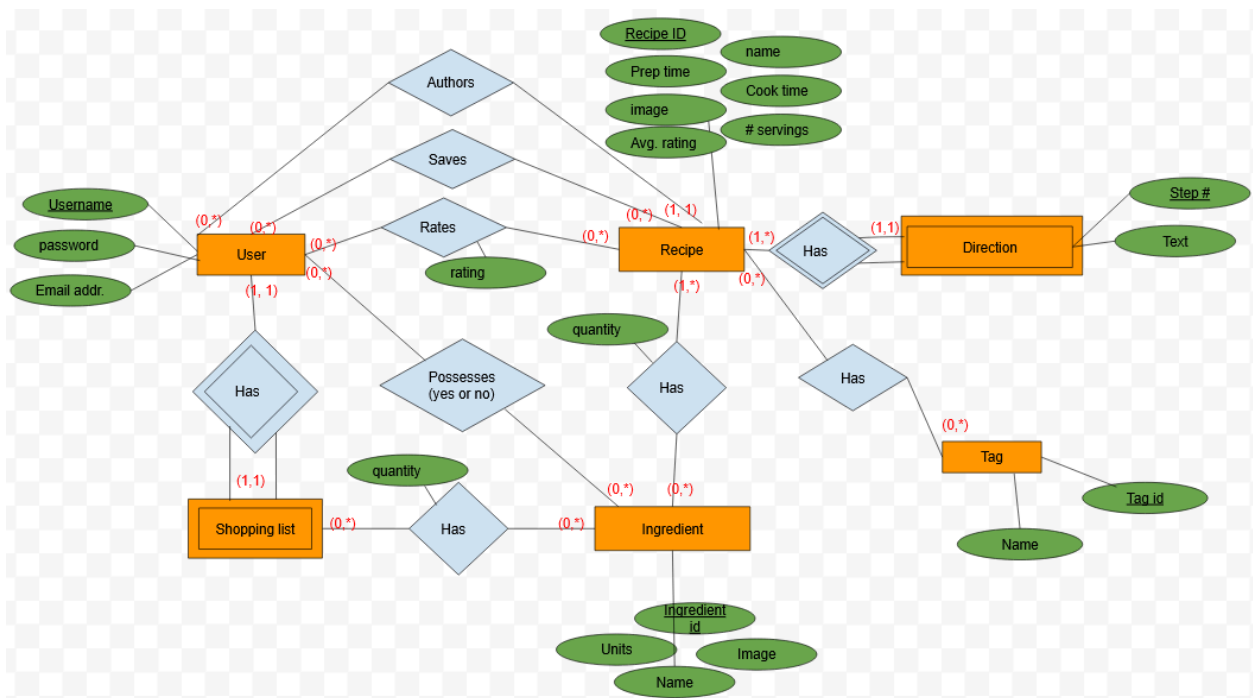 Recipe ID
name
Prep time
Cook time
image
# servings
Avg. rating
Authors
Saves
Rates
rating
Username
password
Email addr.
User
(0,*)
(0,*)
(0,*)
(0,*)
(1, 1)
(0,*)
(0,*)
(1, 1)
Recipe
(1,*)
(0,*)
(1,*)
Has
(1,1)
Direction
Step #
Text
quantity
Has
Possesses
(yes or no)
Has
Has
(0,*)
Tag
Tag id
Name
(1,1)
Shopping list
(0,*)
quantity
Has
(0,*)
(0,*)
(0,*)
Ingredient
Ingredient
id
Units
Image
Name